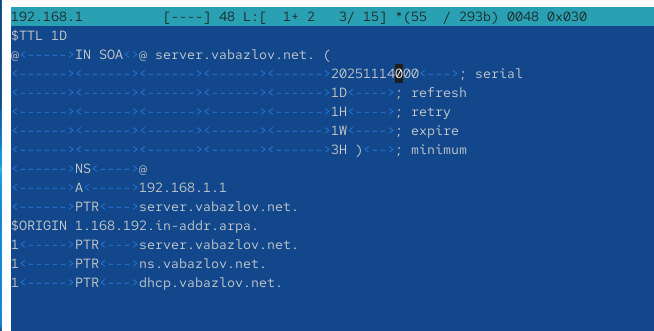 192.168.1 [----] 48 L:[ 1+ 2 3/ 15] *(55 / 293b) 0048 0x030
$TTL 1D
@<----->IN SOA<>@ server.vabazlov.net. (
<------><------><------><------><------>20251114000<--->; serial
<------><------><------><------><------>1D<---->; refresh
<------><------><------><------><------>1H<---->; retry
<------><------><------><------><------>1W<---->; expire
<------><------><------><------><------>3H )<-->; minimum
<------>NS<---->@
<------>A<----->192.168.1.1
<------>PTR<--->server.vabazlov.net.
$ORIGIN 1.168.192.in-addr.arpa.
1<----->PTR<--->server.vabazlov.net.
1<----->PTR<--->ns.vabazlov.net.
1<----->PTR<--->dhcp.vabazlov.net.